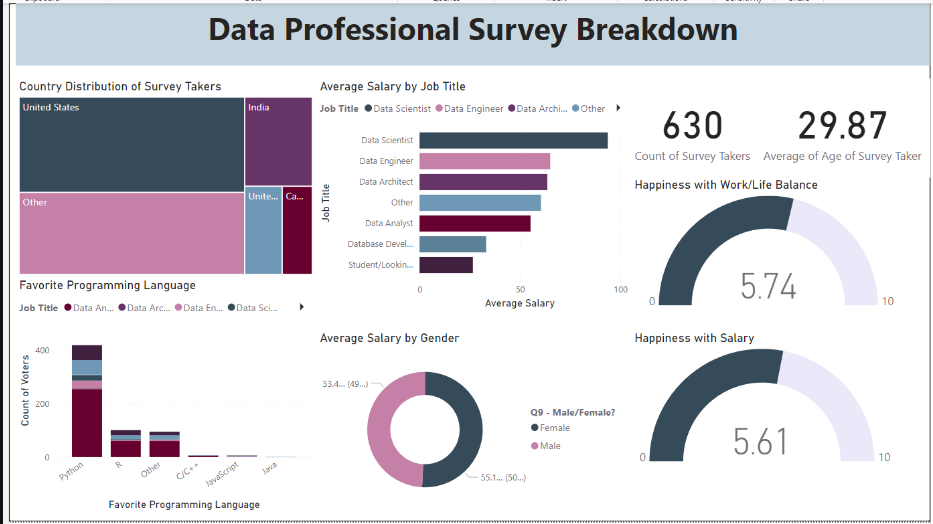 Data Professional Survey Breakdown
Country Distribution of Survey Takers
United States
India
Other
Unite...
Ca...
Average Salary by Job Title
Job Title Data Scientist Data Engineer Data Archi... Other
Job Title
Data Scientist
Data Engineer
Data Architect
Other
Data Analyst
Database Devel...
Student/Lookin...
0 50 100
Average Salary
630
Count of Survey Takers
29.87
Average of Age of Survey Taker
Happiness with Work/Life Balance
5.74
0 10
Favorite Programming Language
Job Title Data An... Data Arc... Data En... Data Sci...
Count of Voters
400
200
0
Python R Other C/C++ JavaScript Java
Favorite Programming Language
Average Salary by Gender
53.4... (49...)
55.1... (50...)
Q9 - Male/Female?
Female
Male
Happiness with Salary
5.61
0 10